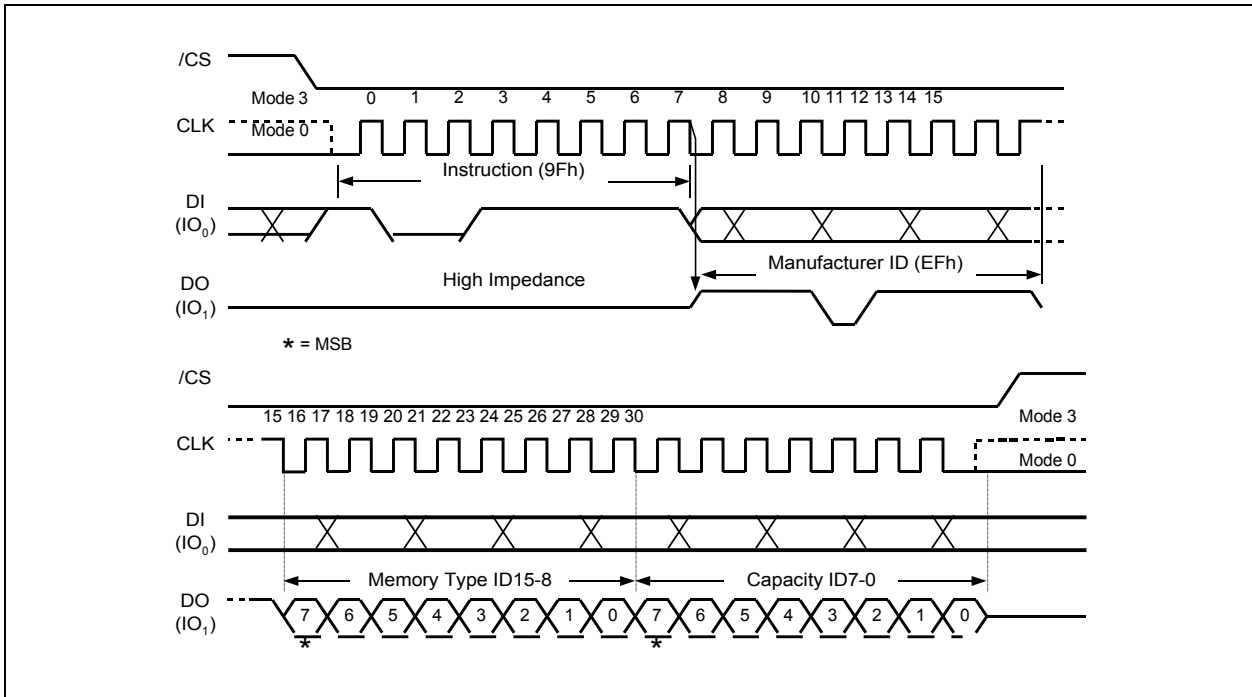 /CS
Mode 3 0 1 2 3 4 5 6 7 8 9 10 11 12 13 14 15
CLK Mode 0
Instruction (9Fh)
DI
(IO0)
Manufacturer ID (EFh)
DO High Impedance
(IO1)
* = MSB
/CS
15 16 17 18 19 20 21 22 23 24 25 26 27 28 29 30 Mode 3
CLK Mode 0
DI
(IO0)
Memory Type ID15-8 Capacity ID7-0
DO
(IO1) 7 6 5 4 3 2 1 0 7 6 5 4 3 2 1 0
* *